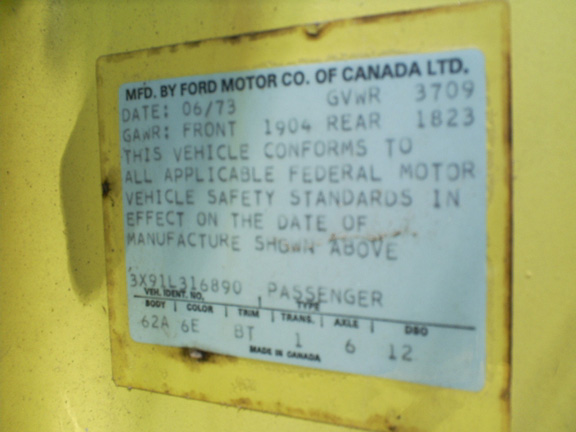 MFD. BY FORD MOTOR CO. OF CANADA LTD.
DATE: 06/73 GVWR 3709
GAWR: FRONT 1904 REAR 1823
THIS VEHICLE CONFORMS TO
ALL APPLICABLE FEDERAL MOTOR
VEHICLE SAFETY STANDARDS IN
EFFECT ON THE DATE OF
MANUFACTURE SHOWN ABOVE
3X91L316890 PASSENGER
VEH. IDENT. NO. TYPE
BODY COLOR TRIM TRANS. AXLE DSO
62A 6E BT 1 6 12
MADE IN CANADA